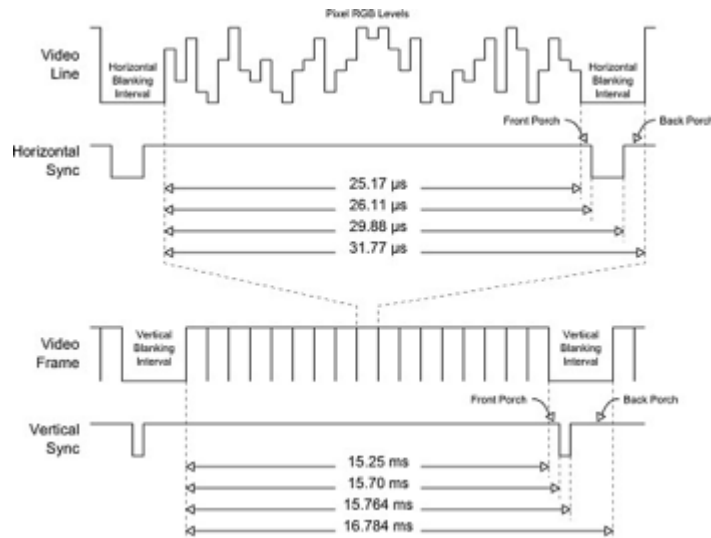 Pixel RGB Levels
Video
Line
Horizontal
Blanking
Interval
Horizontal
Blanking
Interval
Front Porch
Back Porch
Horizontal
Sync
25.17 µs
26.11 µs
29.88 µs
31.77 µs
Video
Frame
Vertical
Blanking
Interval
Vertical
Blanking
Interval
Front Porch
Back Porch
Vertical
Sync
15.25 ms
15.70 ms
15.764 ms
16.784 ms